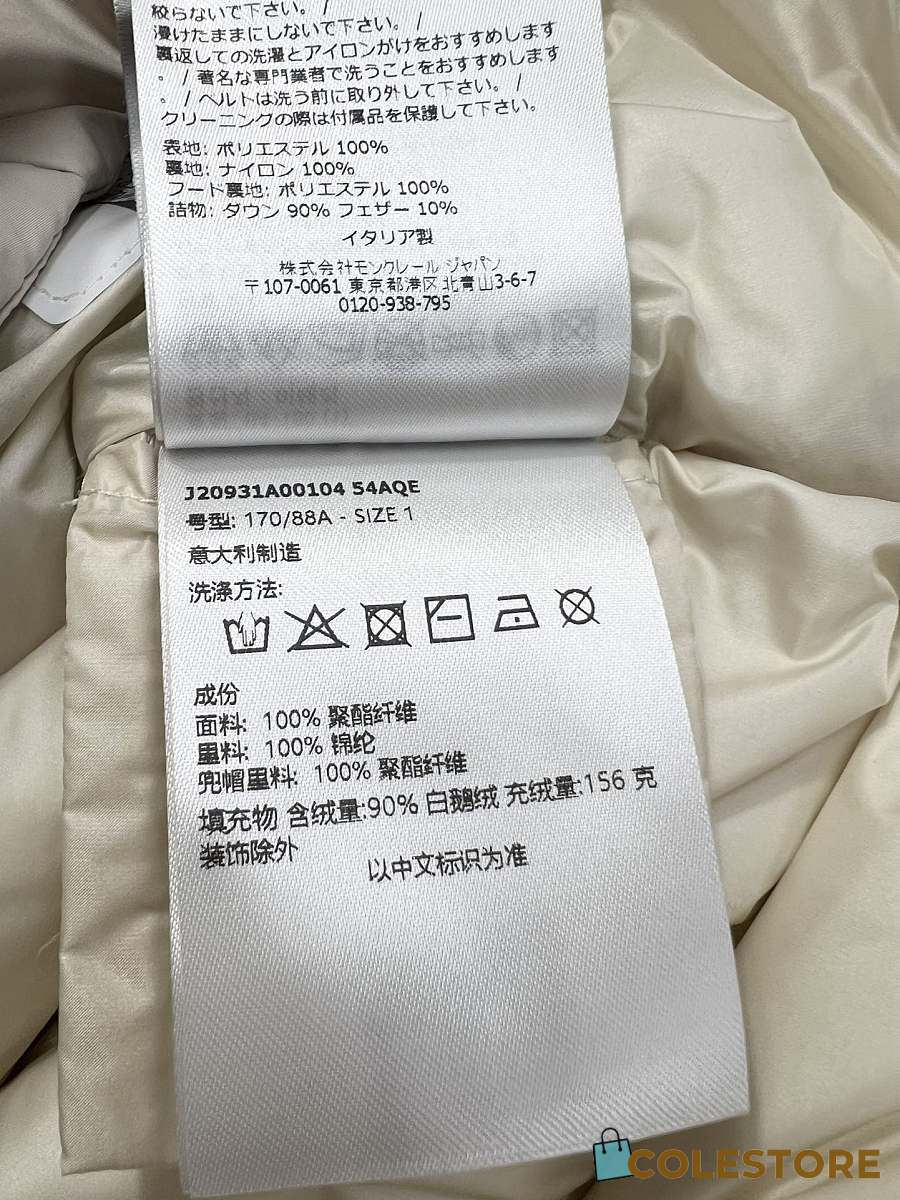 絞らないで下さい。 /
浸けたままにしないで下さい。 /
裏返しての洗濯とアイロンがけをおすすめします
。 / 著名な専門業者で洗うことをおすすめします
。 / ベルトは洗う前に取り外して下さい。 /
クリーニングの際は付属品を保護して下さい。
表地: ポリエステル 100%
裏地: ナイロン 100%
フード裏地: ポリエステル 100%
詰物: ダウン 90% フェザー 10%
イタリア製
株式会社モンクレール ジャパン
〒107-0061 東京都港区北青山3-6-7
0120-938-795
J20931A00104 54AQE
号型: 170/88A - SIZE 1
意大利制造
洗涤方法:
成份
面料: 100% 聚酯纤维
里料: 100% 锦纶
兜帽里料: 100% 聚酯纤维
填充物 含绒量:90% 白鹅绒 充绒量:156 克
装饰除外
以中文标识为准
COLESTORE